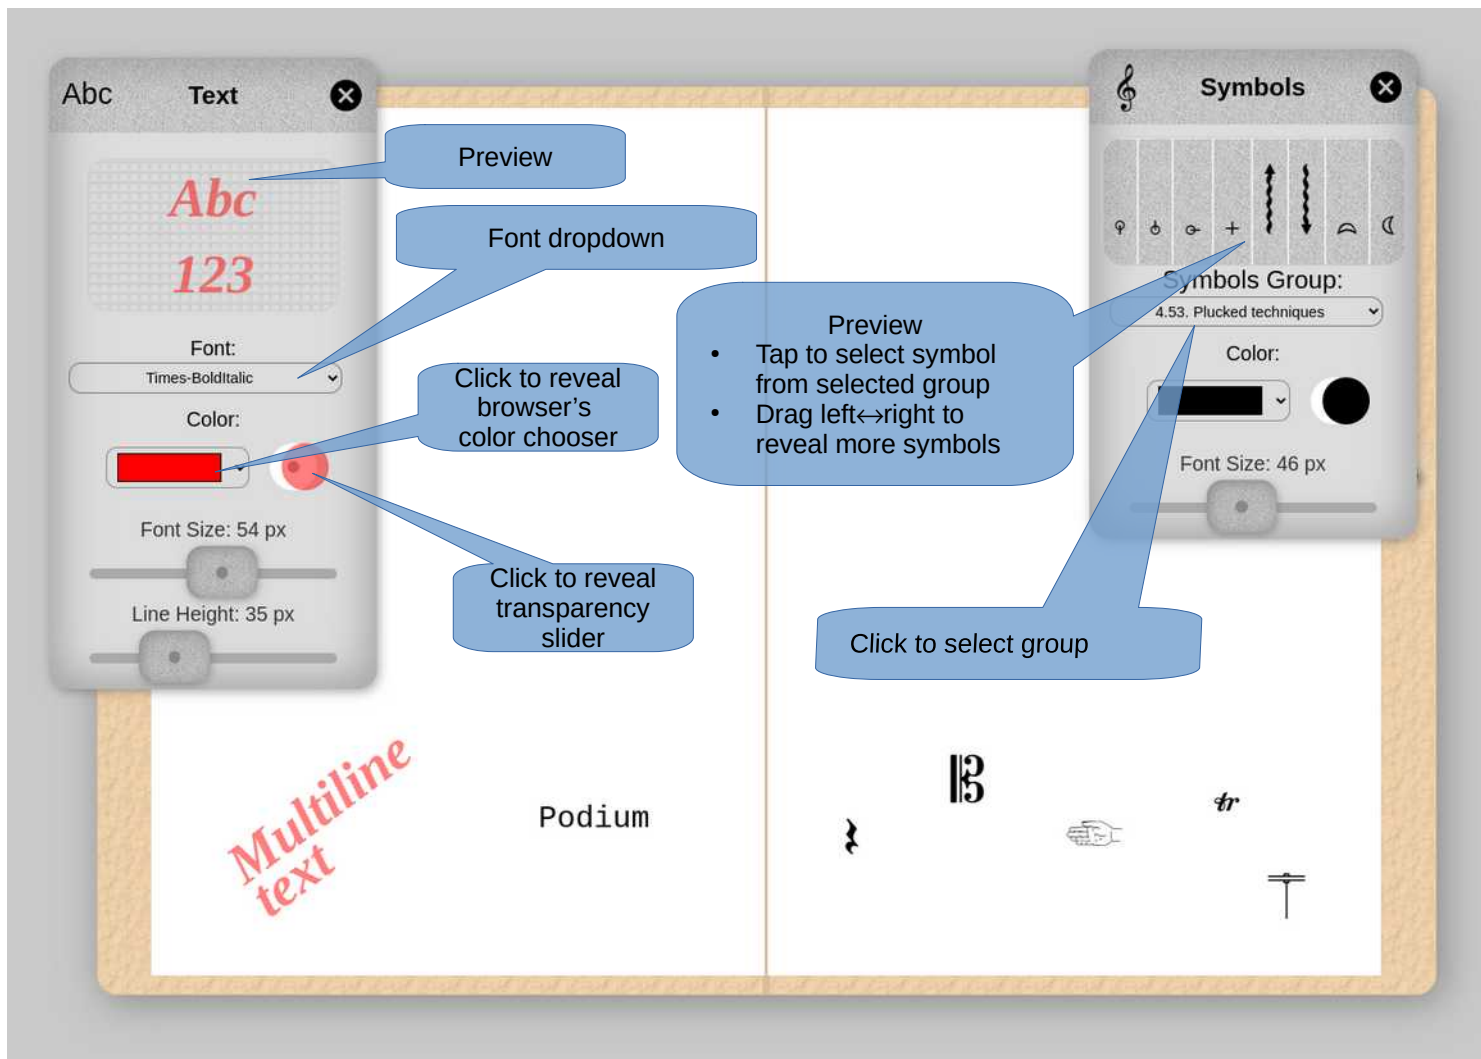 Abc Text
Abc
123
Font:
Times-BoldItalic
Color:
Font Size: 54 px
Line Height: 35 px
Preview
Font dropdown
Click to reveal
browser’s
color chooser
Click to reveal
transparency
slider
Preview
• Tap to select symbol
from selected group
• Drag left↔right to
reveal more symbols
Symbols
Symbols Group:
4.53. Plucked techniques
Color:
Font Size: 46 px
Click to select group
Multiline
text
Podium
tr